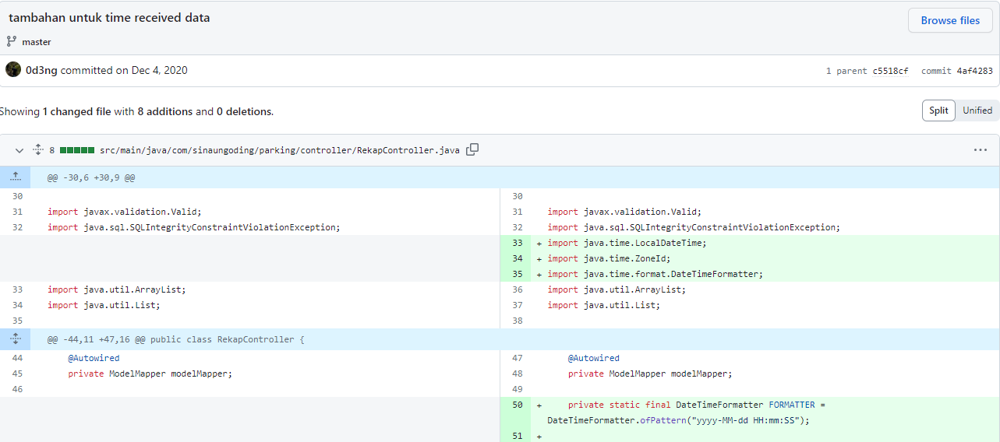 tambahan untuk time received data
Browse files
master
0d3ng committed on Dec 4, 2020
1 parent c5518cf commit 4af4283
Showing 1 changed file with 8 additions and 0 deletions.
Split Unified
8 src/main/java/com/sinaungoding/parking/controller/RekapController.java
@@ -30,6 +30,9 @@
30 30
31 import javax.validation.Valid; 31 import javax.validation.Valid;
32 import java.sql.SQLIntegrityConstraintViolationException; 32 import java.sql.SQLIntegrityConstraintViolationException;
33 + import java.time.LocalDateTime;
34 + import java.time.ZoneId;
35 + import java.time.format.DateTimeFormatter;
33 import java.util.ArrayList; 36 import java.util.ArrayList;
34 import java.util.List; 37 import java.util.List;
35 38
@@ -44,11 +47,16 @@ public class RekapController {
44 @Autowired 47 @Autowired
45 private ModelMapper modelMapper; 48 private ModelMapper modelMapper;
46 49
50 + private static final DateTimeFormatter FORMATTER =
DateTimeFormatter.ofPattern("yyyy-MM-dd HH:mm:SS");
51 +